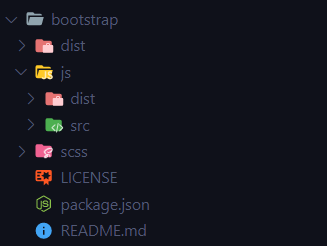 bootstrap
dist
js
dist
src
scss
LICENSE
package.json
README.md